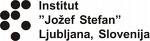 Institut
”Jožef Stefan”
Ljubljana, Slovenija